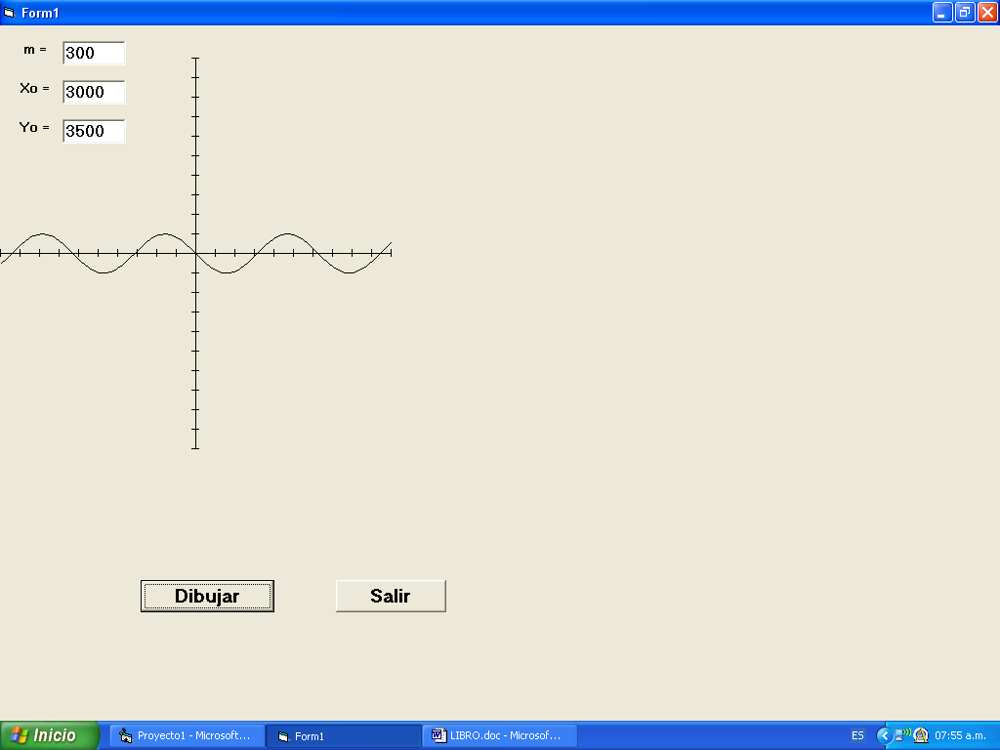 Form1
m =
300
Xo =
3000
Yo =
3500
Dibujar
Salir
Inicio
Proyecto1 - Microsoft...
Form1
LIBRO.doc - Microsof...
ES
07:55 a.m.